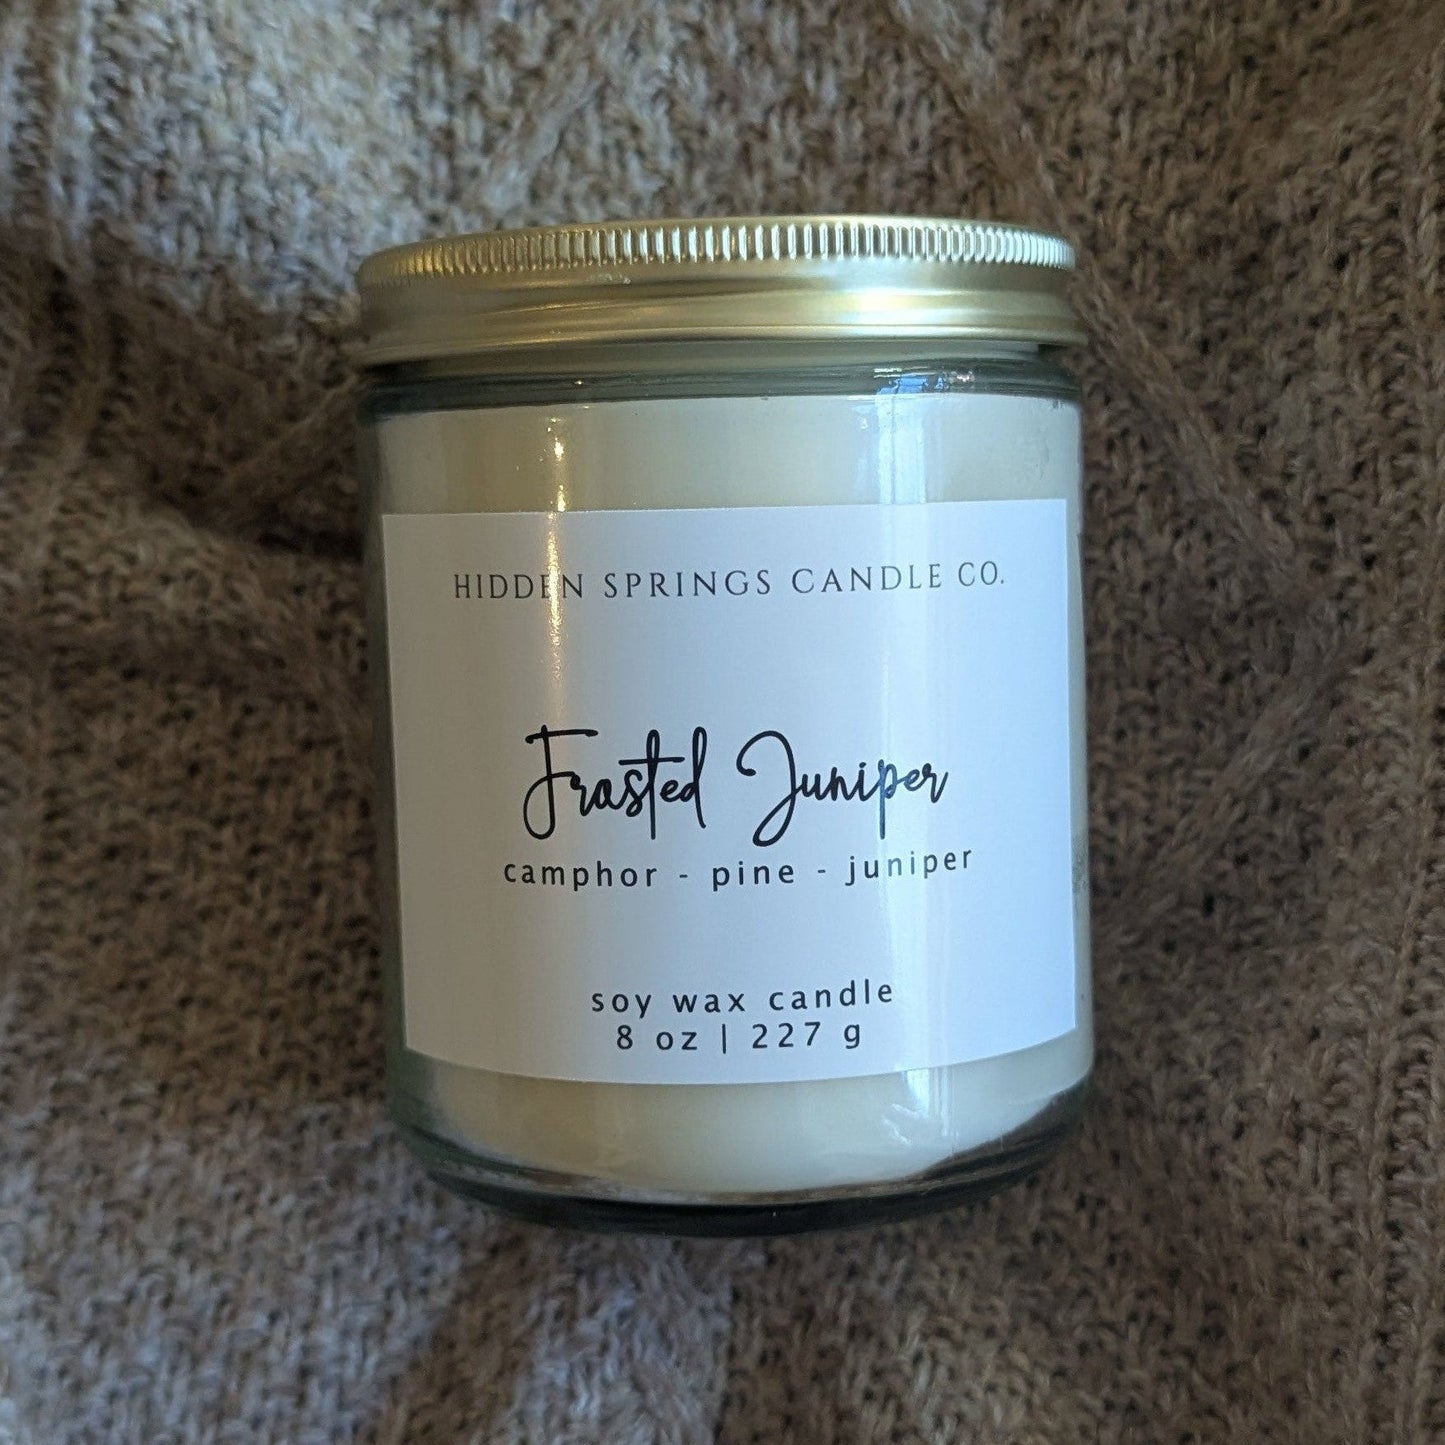 HIDDEN SPRINGS CANDLE CO.
Frosted Juniper
camphor - pine - juniper
soy wax candle
8 oz | 227 g